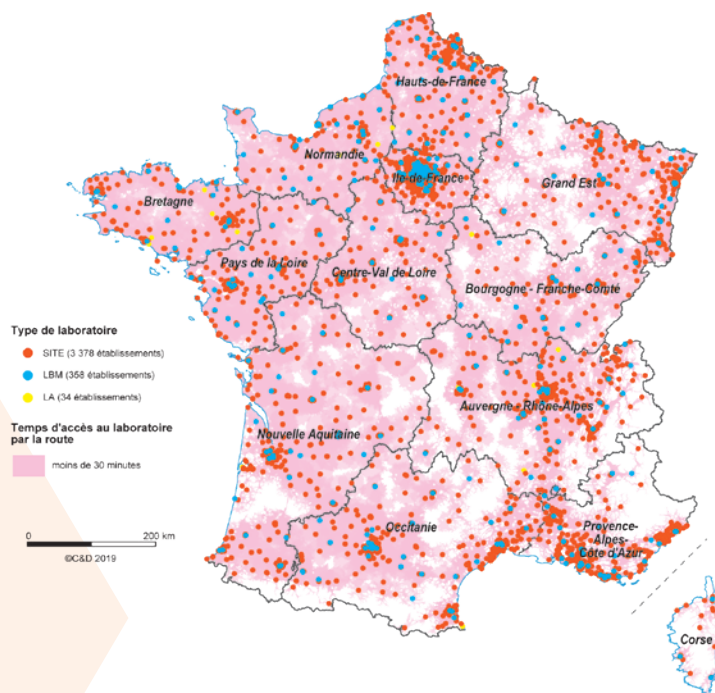 Hauts-de-France
Normandie
Ile-de-France
Grand Est
Bretagne
Pays de la Loire
Centre-Val de Loire
Bourgogne - Franche-Comté
Type de laboratoire
SITE (3 378 établissements)
LBM (358 établissements)
LA (34 établissements)
Temps d'accès au laboratoire
par la route
moins de 30 minutes
Auvergne - Rhône-Alpes
Nouvelle Aquitaine
0 200 km
©C&D 2019
Occitanie
Provence-
Alpes-
Côte d'Azur
Corse